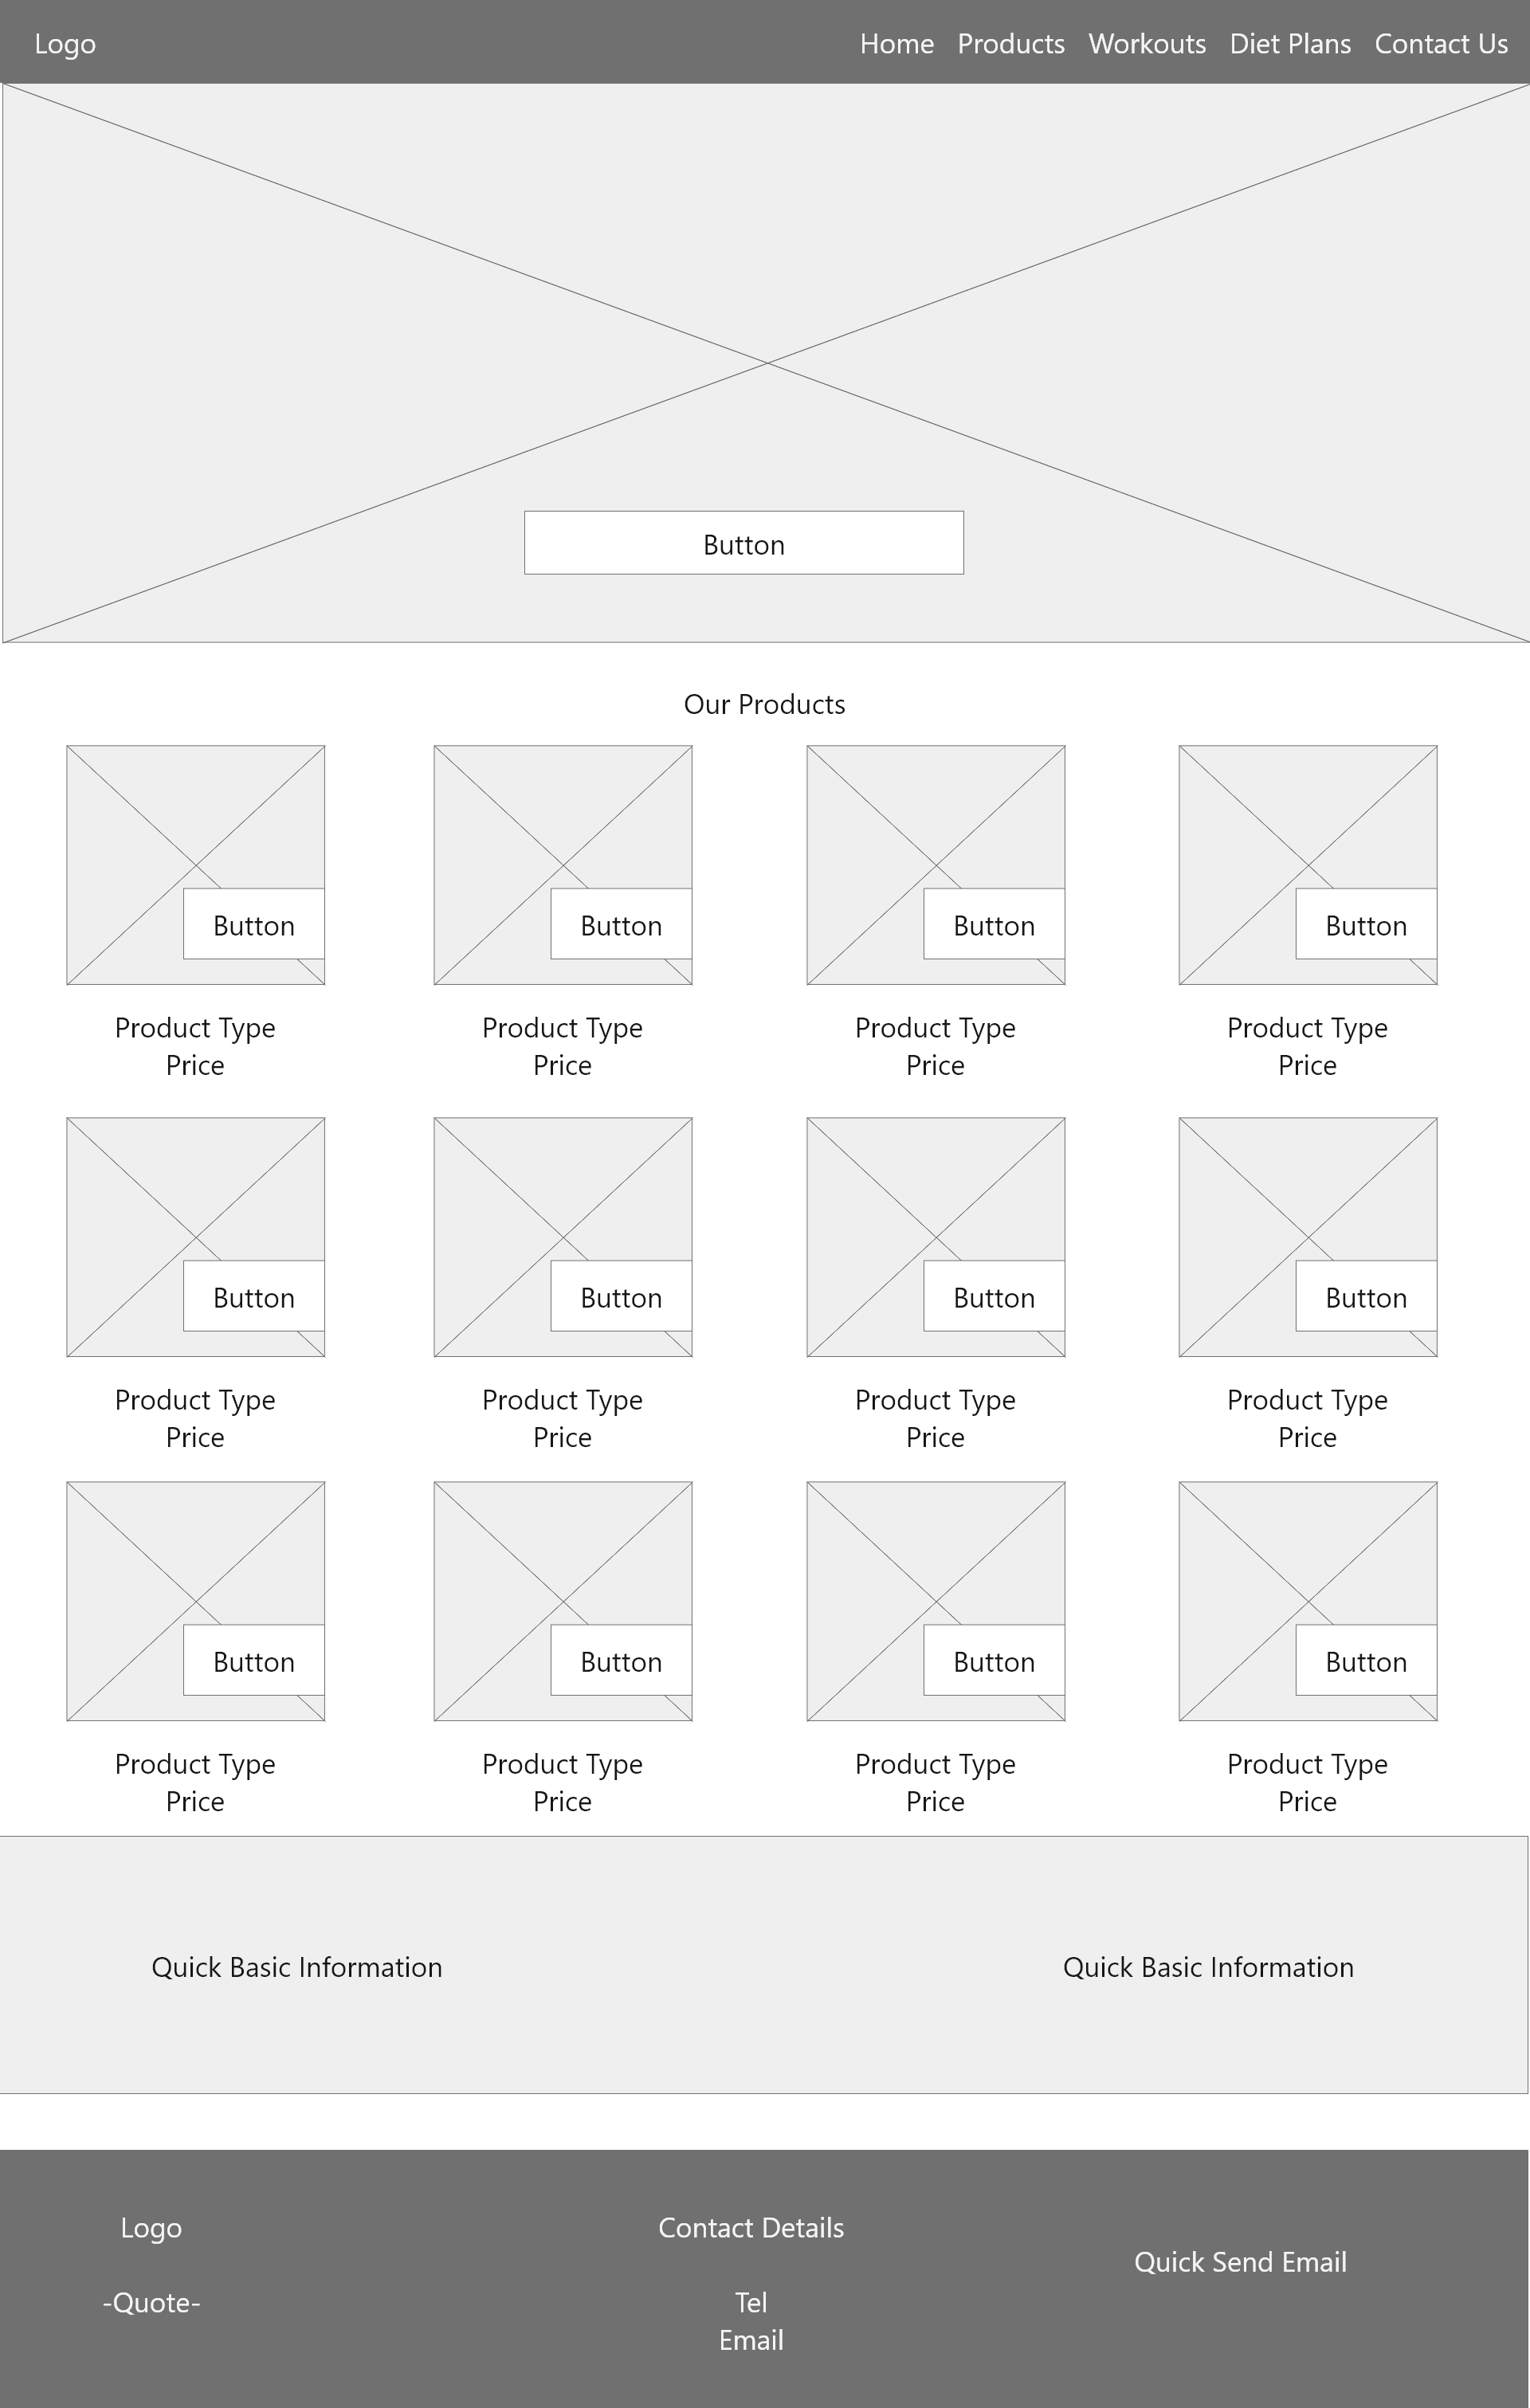 Logo Home Products Workouts Diet Plans Contact Us
Button
Our Products
Button Button Button Button
Product Type Product Type Product Type Product Type
Price Price Price Price
Button Button Button Button
Product Type Product Type Product Type Product Type
Price Price Price Price
Button Button Button Button
Product Type Product Type Product Type Product Type
Price Price Price Price
Quick Basic Information Quick Basic Information
Logo Contact Details
Quick Send Email
-Quote- Tel
Email